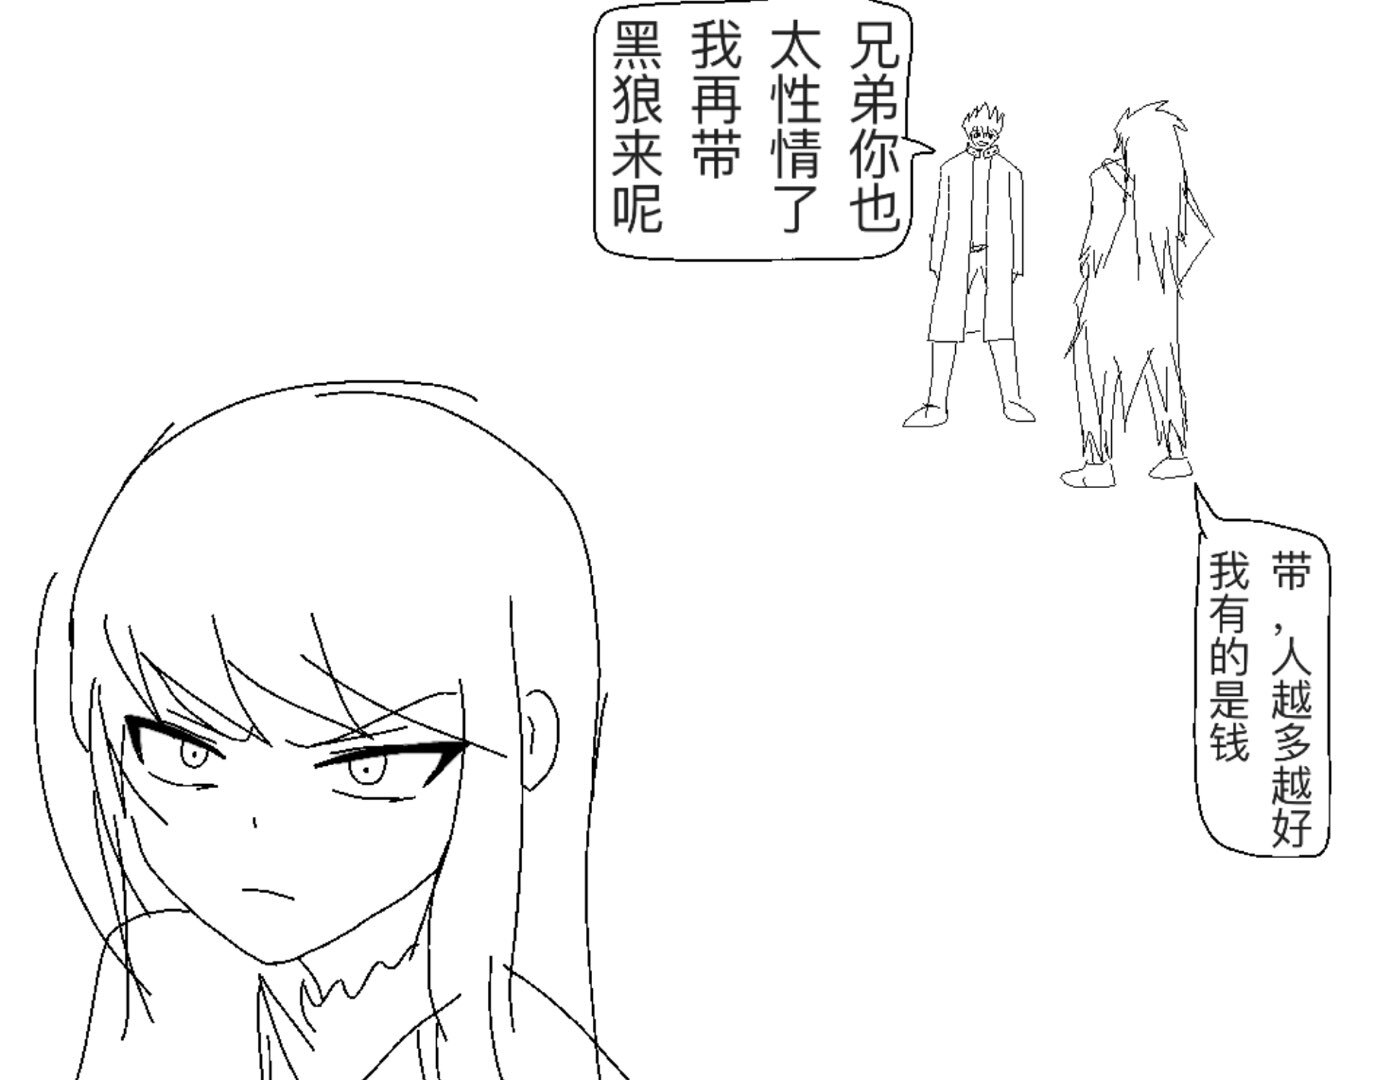 兄弟你也
太性情了
我再带
黑狼来呢
带，人越多越好
我有的是钱